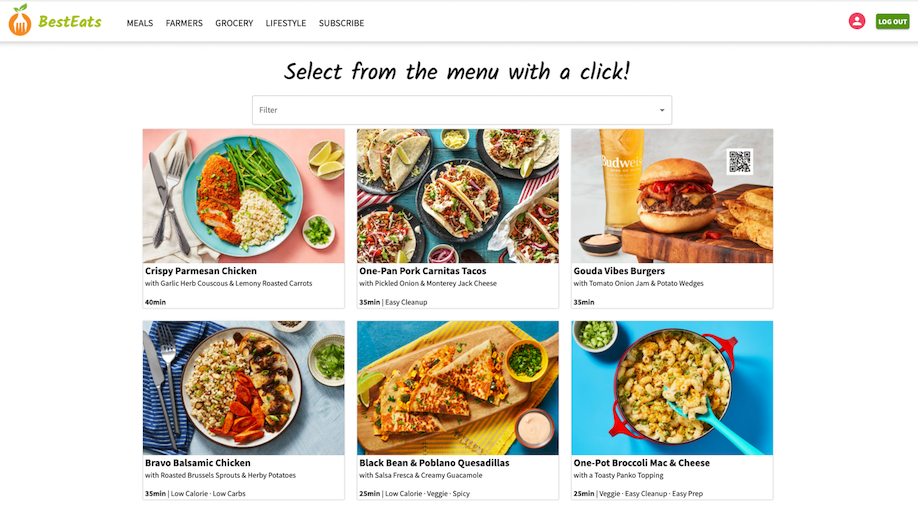 BestEats
MEALS FARMERS GROCERY LIFESTYLE SUBSCRIBE
LOG OUT
Select from the menu with a click!
Filter
Budweis
Crispy Parmesan Chicken
with Garlic Herb Couscous & Lemony Roasted Carrots
40min
One-Pan Pork Carnitas Tacos
with Pickled Onion & Monterey Jack Cheese
35min | Easy Cleanup
Gouda Vibes Burgers
with Tomato Onion Jam & Potato Wedges
35min
Bravo Balsamic Chicken
with Roasted Brussels Sprouts & Herby Potatoes
35min | Low Calorie · Low Carbs
Black Bean & Poblano Quesadillas
with Salsa Fresca & Creamy Guacamole
25min | Low Calorie · Veggie · Spicy
One-Pot Broccoli Mac & Cheese
with a Toasty Panko Topping
25min | Veggie · Easy Cleanup · Easy Prep